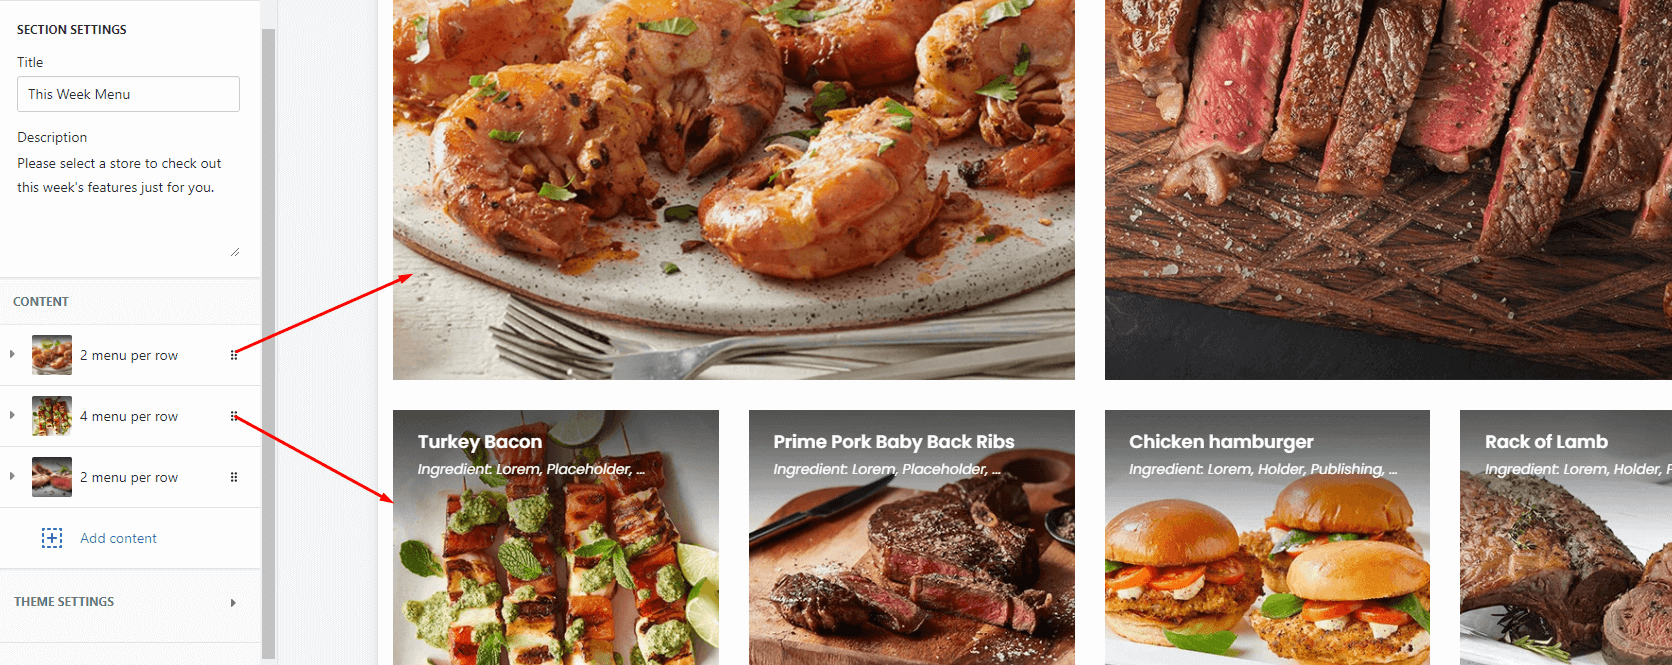 SECTION SETTINGS
Title
This Week Menu
Description
Please select a store to check out
this week's features just for you.
CONTENT
2 menu per row
4 menu per row
2 menu per row
Add content
THEME SETTINGS
Turkey Bacon
Ingredient: Lorem, Placeholder, ...
Prime Pork Baby Back Ribs
Ingredient: Lorem, Placeholder, ...
Chicken hamburger
Ingredient: Lorem, Holder, Publishing, ...
Rack of Lamb
Ingredient: Lorem, Holder, P